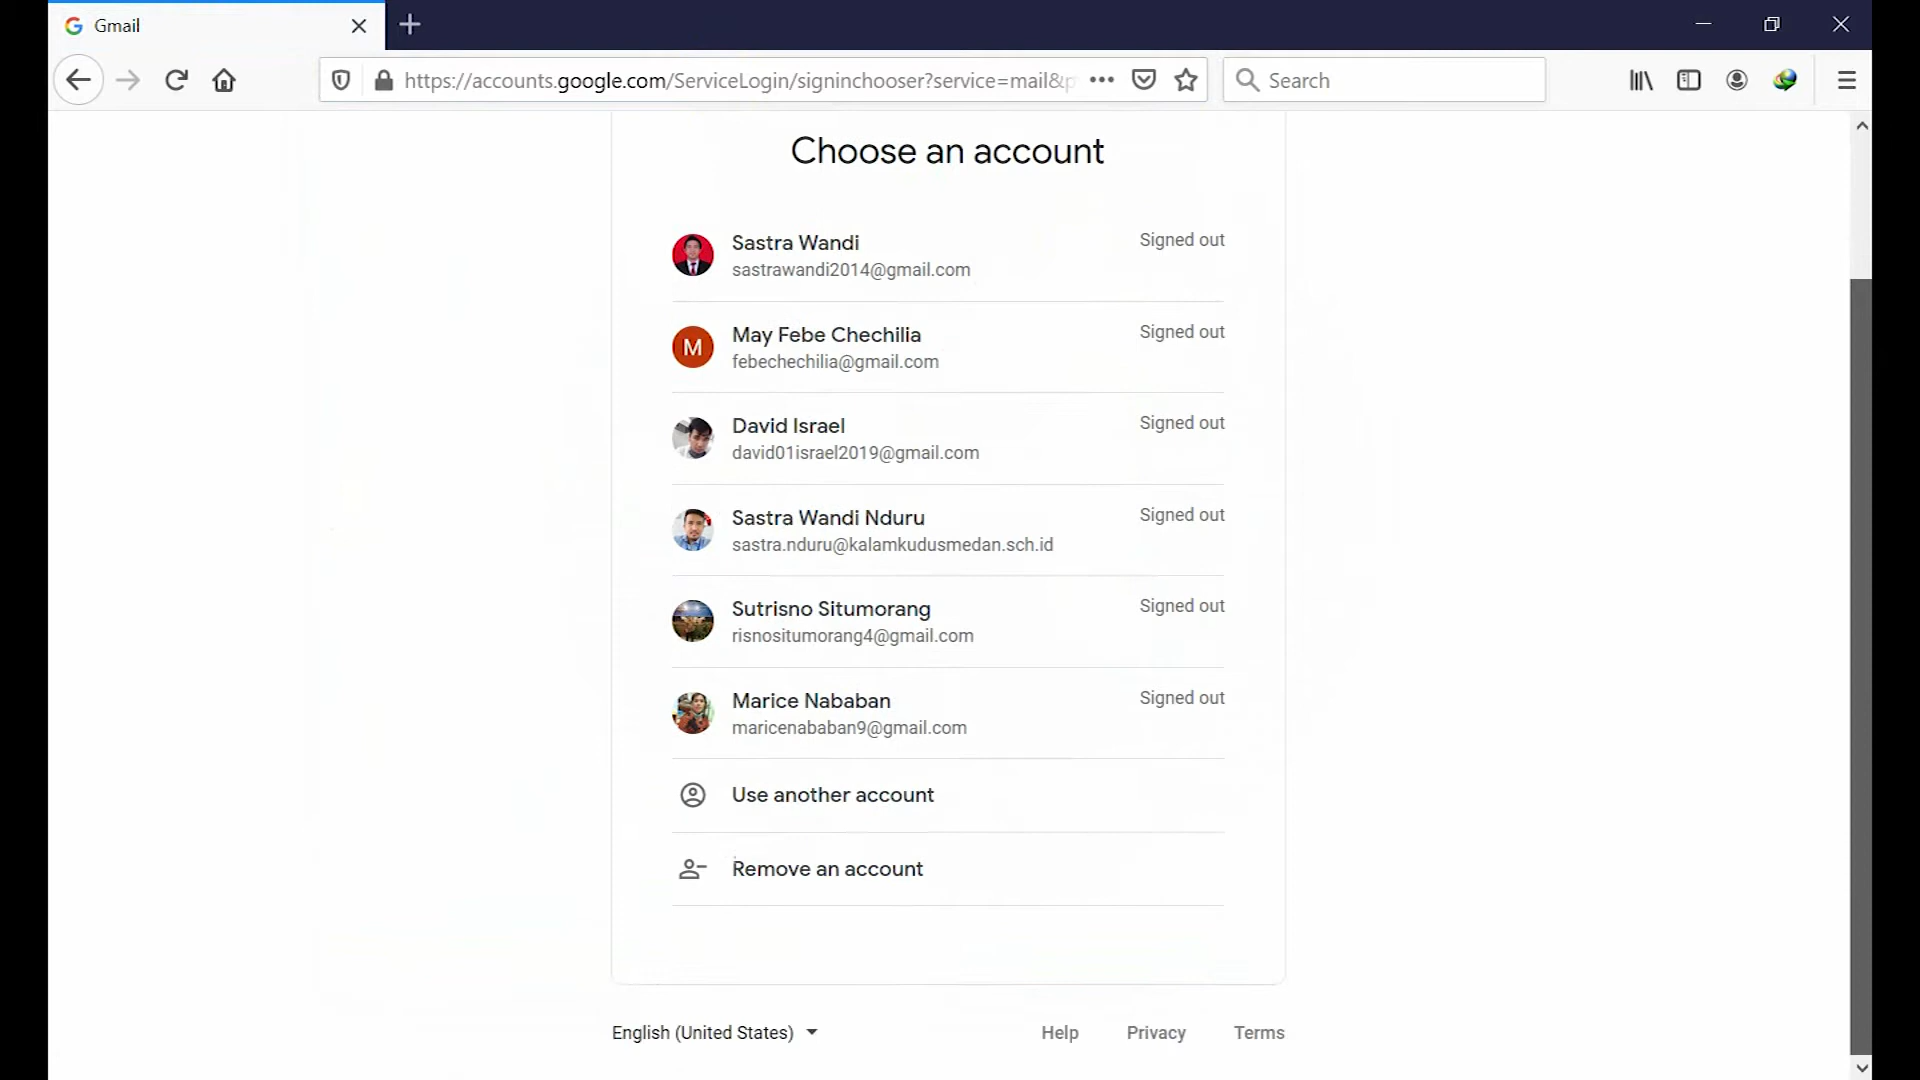 Gmail
https://accounts.google.com/ServiceLogin/signinchooser?service=mail&
Search
Choose an account
Sastra Wandi
Signed out
sastrawandi2014@gmail.com
M
May Febe Chechilia
Signed out
febechechilia@gmail.com
David Israel
Signed out
david01israel2019@gmail.com
Sastra Wandi Nduru
Signed out
sastra.nduru@kalamkudusmedan.sch.id
Sutrisno Situmorang
Signed out
risnositumorang4@gmail.com
Marice Nababan
Signed out
maricenababan9@gmail.com
Use another account
Remove an account
English (United States)
Help
Privacy
Terms